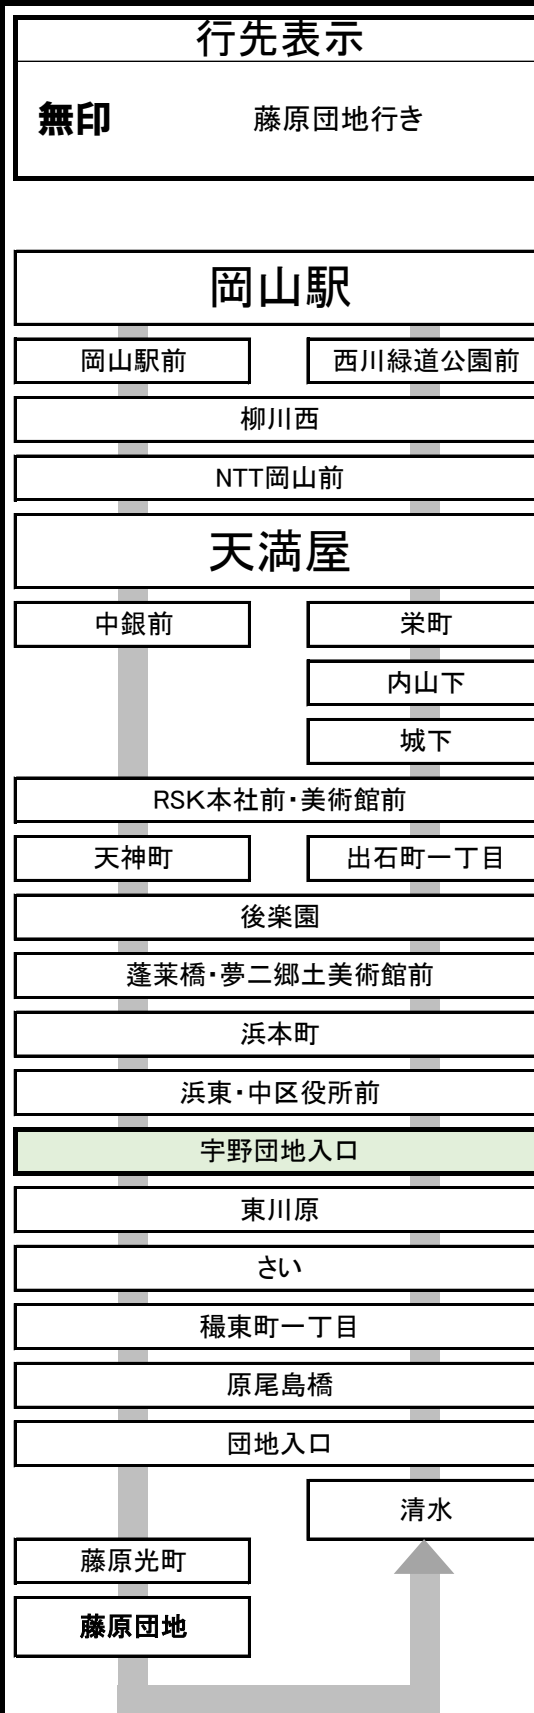 行先表示
無印 藤原団地行き
岡山駅
岡山駅前 西川緑道公園前
柳川西
NTT岡山前
天満屋
中銀前 栄町
内山下
城下
RSK本社前・美術館前
天神町 出石町一丁目
後楽園
蓬莱橋・夢二郷土美術館前
浜本町
浜東・中区役所前
宇野団地入口
東川原
さい
穝東町一丁目
原尾島橋
団地入口
清水
藤原光町
藤原団地